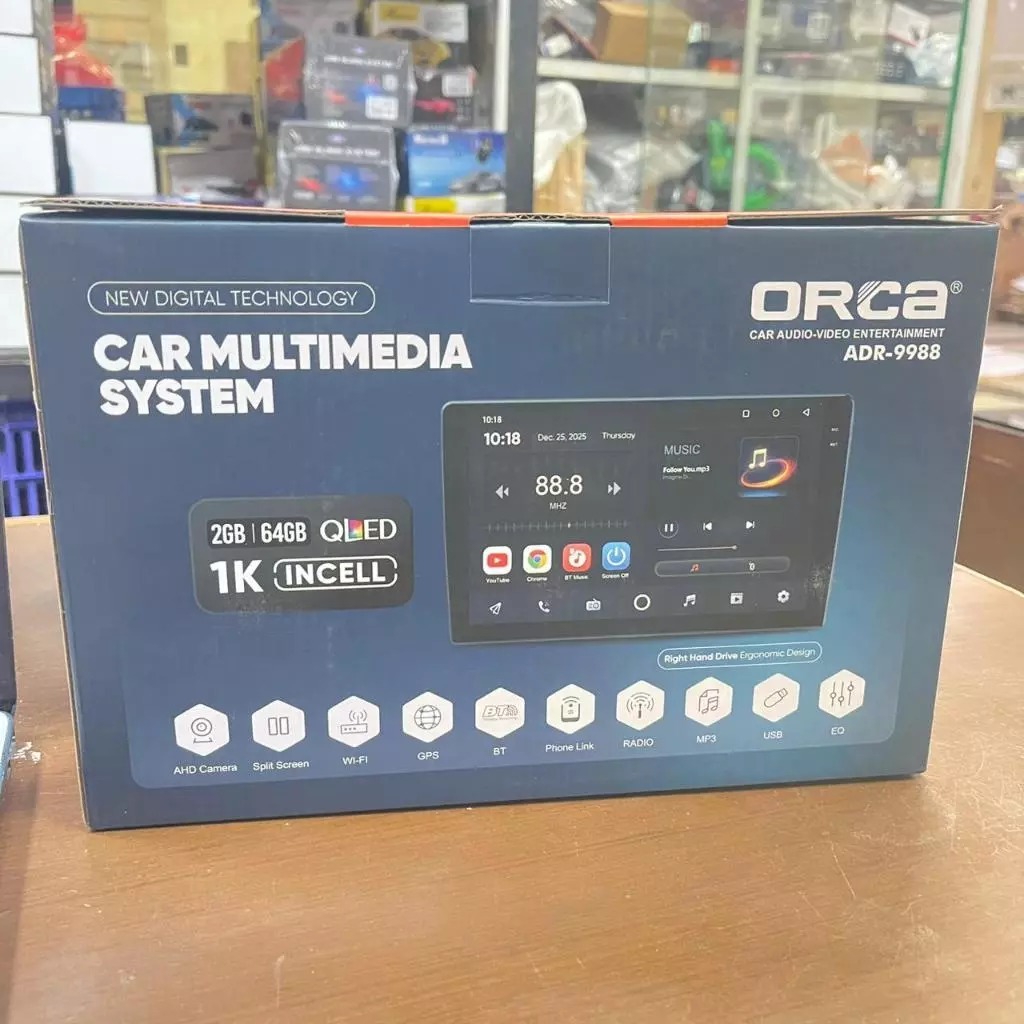 NEW DIGITAL TECHNOLOGY
CAR MULTIMEDIA
SYSTEM
ORCA®
CAR AUDIO-VIDEO ENTERTAINMENT
ADR-9988
2GB | 64GB QLED
1K INCELL
10:18
10:18 Dec. 25, 2025 Thursday
MUSIC
Follow You.mp3
88.8
MHZ
YouTube Chrome BT Music Screen Off
Right Hand Drive Ergonomic Design
AHD Camera Split Screen WI-FI GPS BT Phone Link RADIO MP3 USB EQ